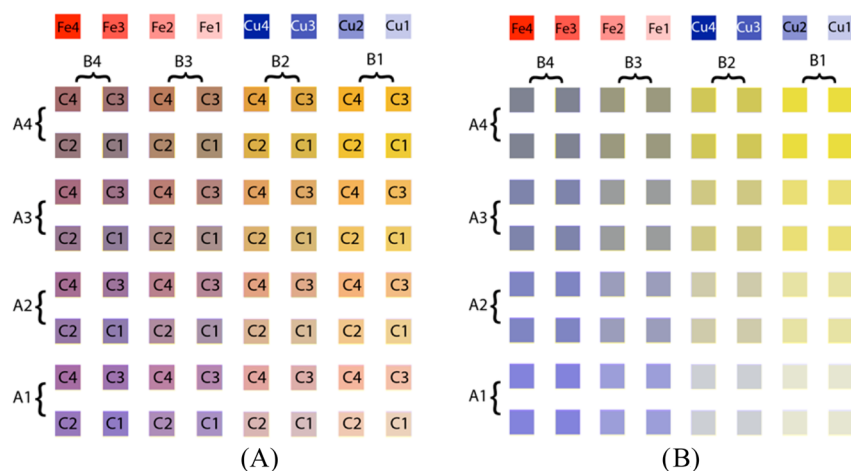 Fe4 Fe3 Fe2 Fe1 Cu4 Cu3 Cu2 Cu1 Fe4 Fe3 Fe2 Fe1 Cu4 Cu3 Cu2 Cu1
B4 B3 B2 B1 B4 B3 B2 B1
C4 C3 C4 C3 C4 C3 C4 C3
A4 A4
C2 C1 C2 C1 C2 C1 C2 C1
C4 C3 C4 C3 C4 C3 C4 C3
A3 A3
C2 C1 C2 C1 C2 C1 C2 C1
C4 C3 C4 C3 C4 C3 C4 C3
A2 A2
C2 C1 C2 C1 C2 C1 C2 C1
C4 C3 C4 C3 C4 C3 C4 C3
A1 A1
C2 C1 C2 C1 C2 C1 C2 C1
(A) (B)